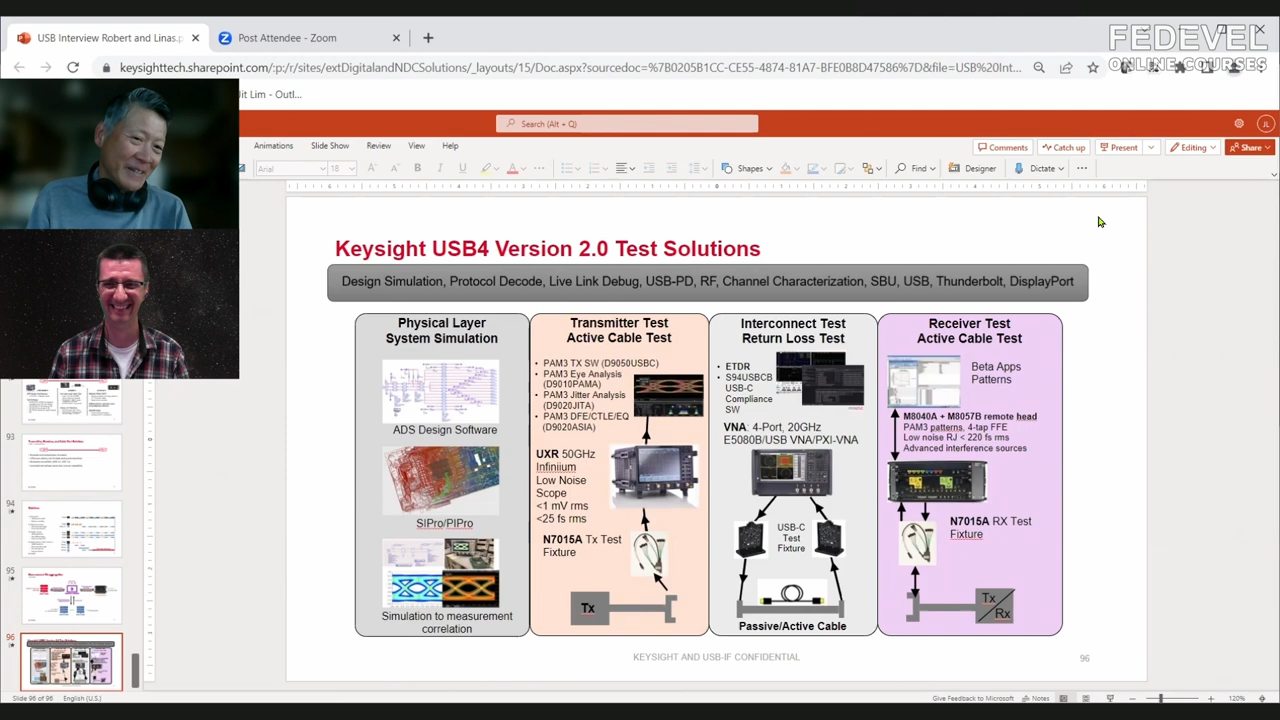 USB Interview Robert and Linas.p
Post Attendee - Zoom
FEDEVEL
ONLINE COURSES
keysighttech.sharepoint.com/:p:/r/sites/extDigitalandNDCSolutions/_layouts/15/Doc.aspx?sourcedoc=%7B0205B1CC-CE55-4874-81A7-BFE0F8D47586%7D&file=USB%20Int...
Jit Lim - Outl...
Search (Alt + Q)
JL
Animations Slide Show Review View Help
Comments Catch up Present Editing Share
Arial 18 B I U Shapes Find Designer Dictate
Keysight USB4 Version 2.0 Test Solutions
Design Simulation, Protocol Decode, Live Link Debug, USB-PD, RF, Channel Characterization, SBU, USB, Thunderbolt, DisplayPort
Physical Layer
System Simulation
ADS Design Software
SIPro/PIPro
Simulation to measurement
correlation
Transmitter Test
Active Cable Test
• PAM3 TX SW (D9050USBC)
• PAM3 Eye Analysis
(D9010PAMA)
• PAM3 Jitter Analysis
(D9020JITA)
• PAM3 DFE/CTLE/EQ
(D9020ASIA)
UXR 50GHz
Infiniium
Low Noise
Scope
<1 mV rms
<25 fs rms
N7015A Tx Test
Fixture
Tx
Interconnect Test
Return Loss Test
• ETDR
• S94USBCB
USB-C
Compliance
SW
VNA: 4-Port, 20GHz
E5080B/USB VNA/PXI-VNA
USB-C
Test
Fixture
Passive/Active Cable
Receiver Test
Active Cable Test
Beta Apps
Patterns
M8040A + M8057B remote head
PAM3 patterns, 4-tap FFE
Low noise RJ < 220 fs rms
Advanced interference sources
N7015A RX Test
Fixture
Tx
Rx
KEYSIGHT AND USB-IF CONFIDENTIAL
96
93
94
95
96
Slide 96 of 96 English (U.S.)
Give Feedback to Microsoft Notes 120%